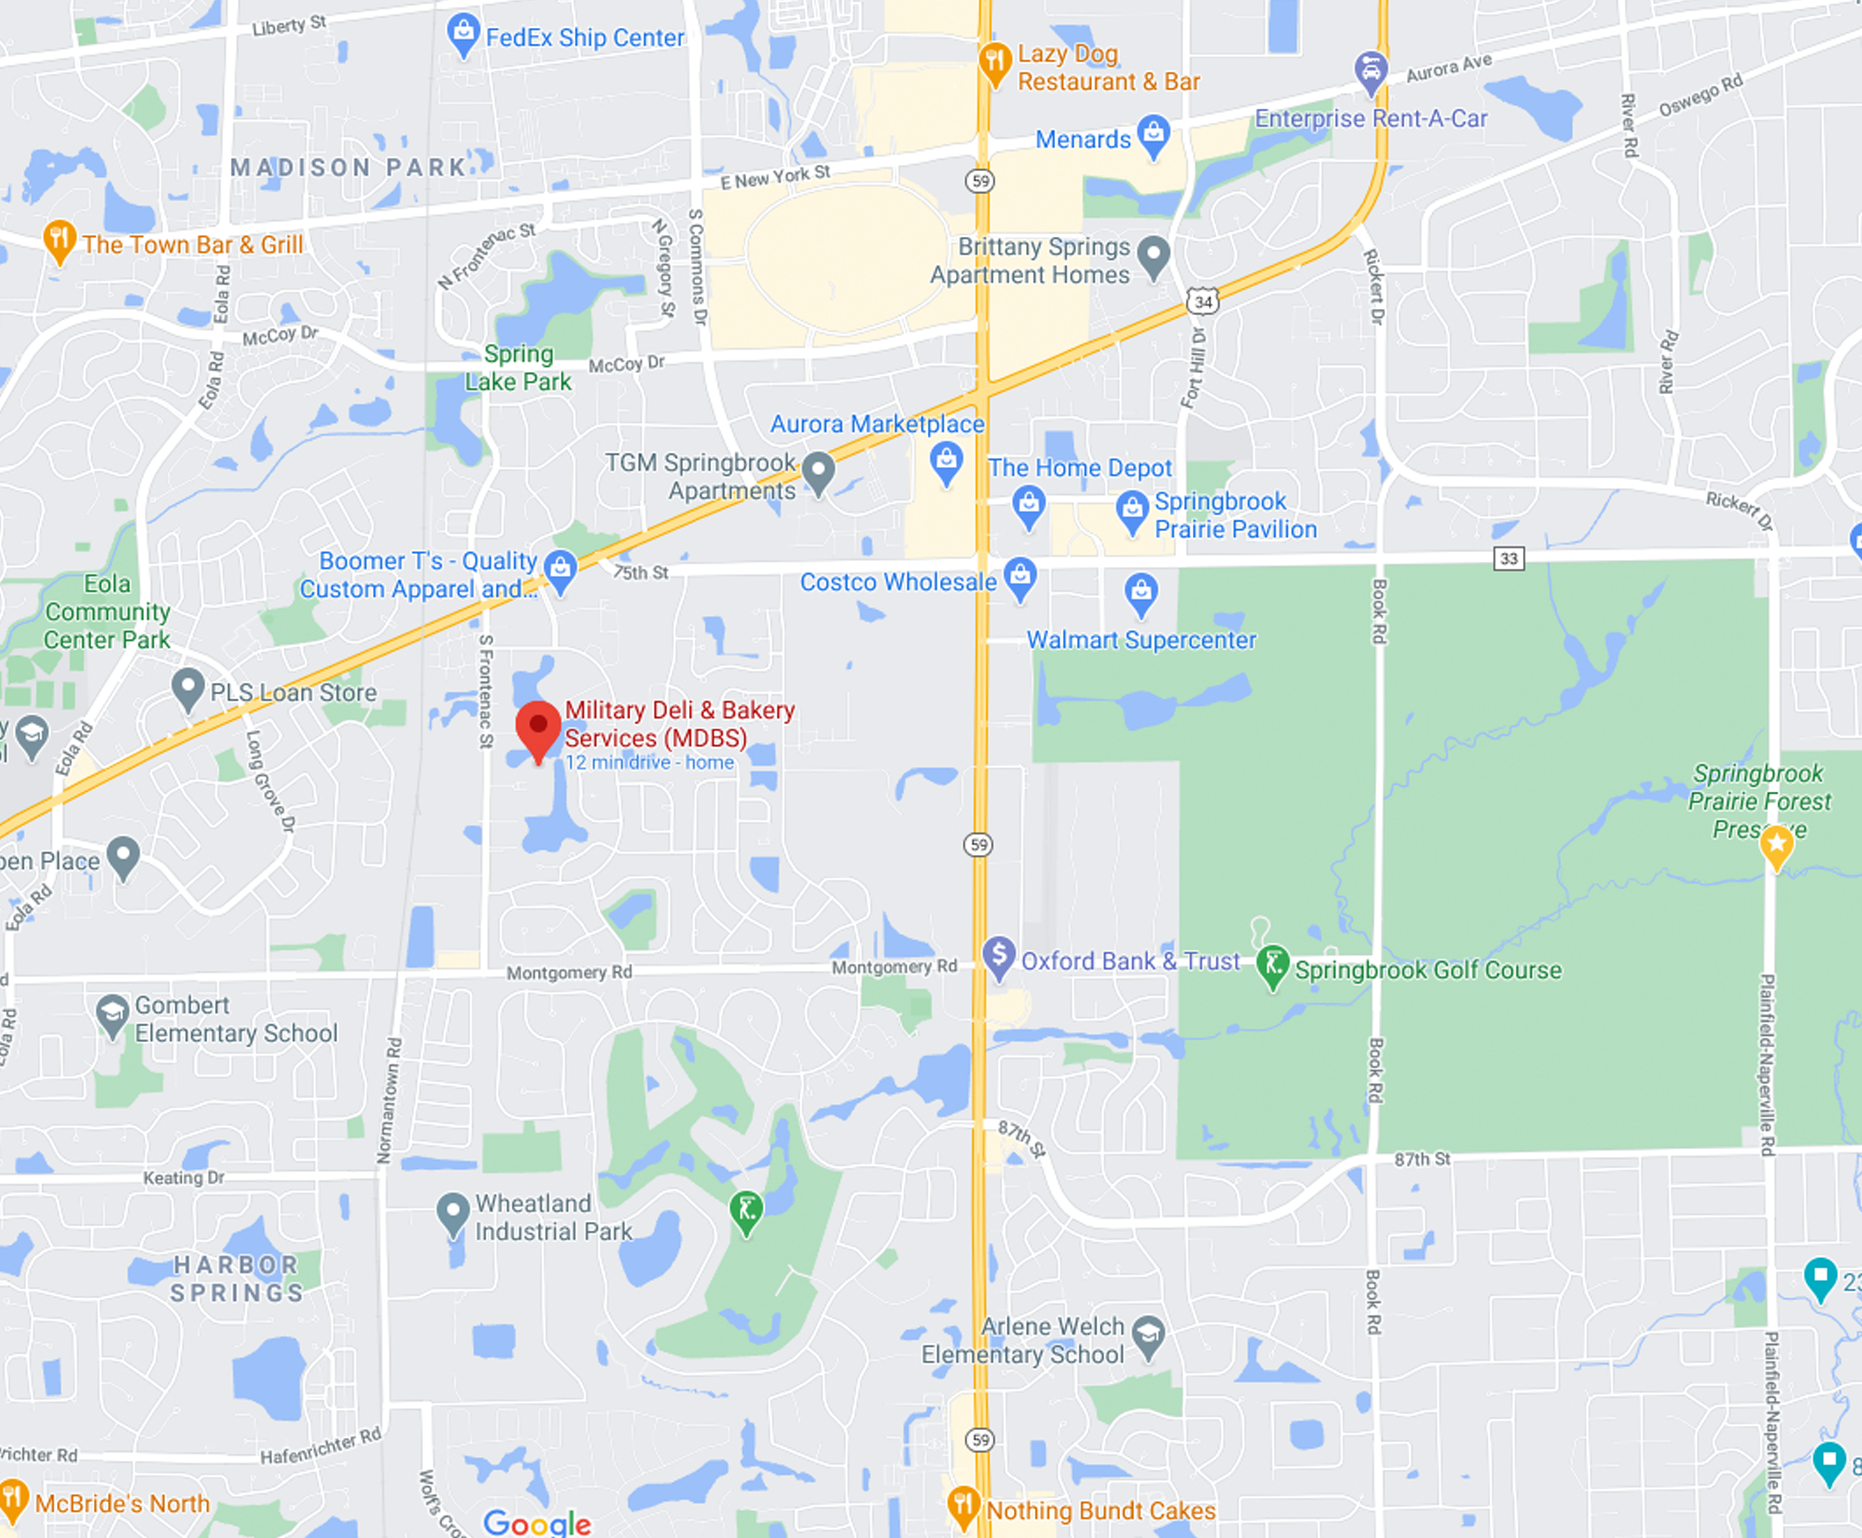 Liberty St
FedEx Ship Center
Lazy Dog
Restaurant & Bar
Aurora Ave
Oswego Rd
River Rd
Enterprise Rent-A-Car
Menards
MADISON PARK
E New York St
59
The Town Bar & Grill
N Frontenac St
N Gregory St
S Commons Dr
Brittany Springs
Apartment Homes
Rickert Dr
34
Eola Rd
McCoy Dr
Spring
Lake Park
McCoy Dr
Fort Hill Dr
River Rd
Eola Rd
Aurora Marketplace
TGM Springbrook
Apartments
The Home Depot
Springbrook
Prairie Pavilion
Rickert Dr
Boomer T's - Quality
Custom Apparel and...
75th St
Costco Wholesale
33
Eola
Community
Center Park
Walmart Supercenter
Book Rd
S Frontenac St
PLS Loan Store
Military Deli & Bakery
Services (MDBS)
12 min drive - home
Eola Rd
Long Grove Dr
Springbrook
Prairie Forest
Preserve
59
pen Place
Eola Rd
Montgomery Rd
Montgomery Rd
Oxford Bank & Trust
Springbrook Golf Course
Gombert
Elementary School
Eola Rd
Normantown Rd
Book Rd
Plainfield-Naperville Rd
87th St
87th St
Keating Dr
Wheatland
Industrial Park
HARBOR
SPRINGS
Book Rd
23
Arlene Welch
Elementary School
Plainfield-Naperville Rd
richter Rd
Hafenrichter Rd
59
8
McBride's North
Wolf's Cro
Google
Nothing Bundt Cakes